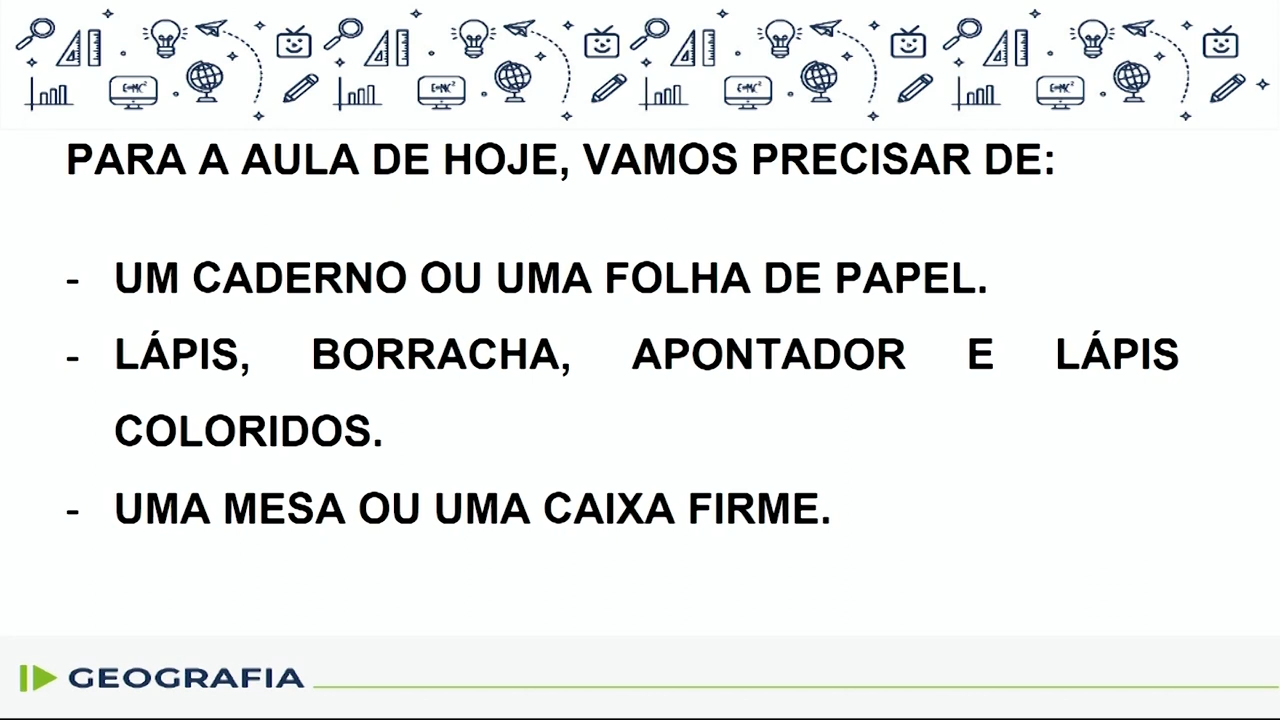 PARA A AULA DE HOJE, VAMOS PRECISAR DE:
- UM CADERNO OU UMA FOLHA DE PAPEL.
- LÁPIS, BORRACHA, APONTADOR E LÁPIS
COLORIDOS.
- UMA MESA OU UMA CAIXA FIRME.
GEOGRAFIA